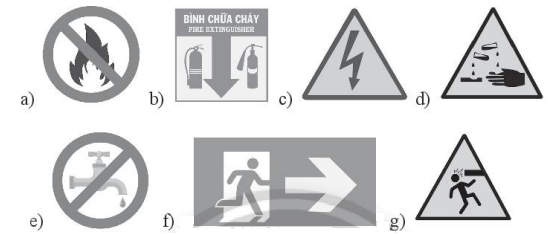 BÌNH CHỮA CHÁY
FIRE EXTINGUISHER
a)
b)
c)
d)
e)
f)
g)